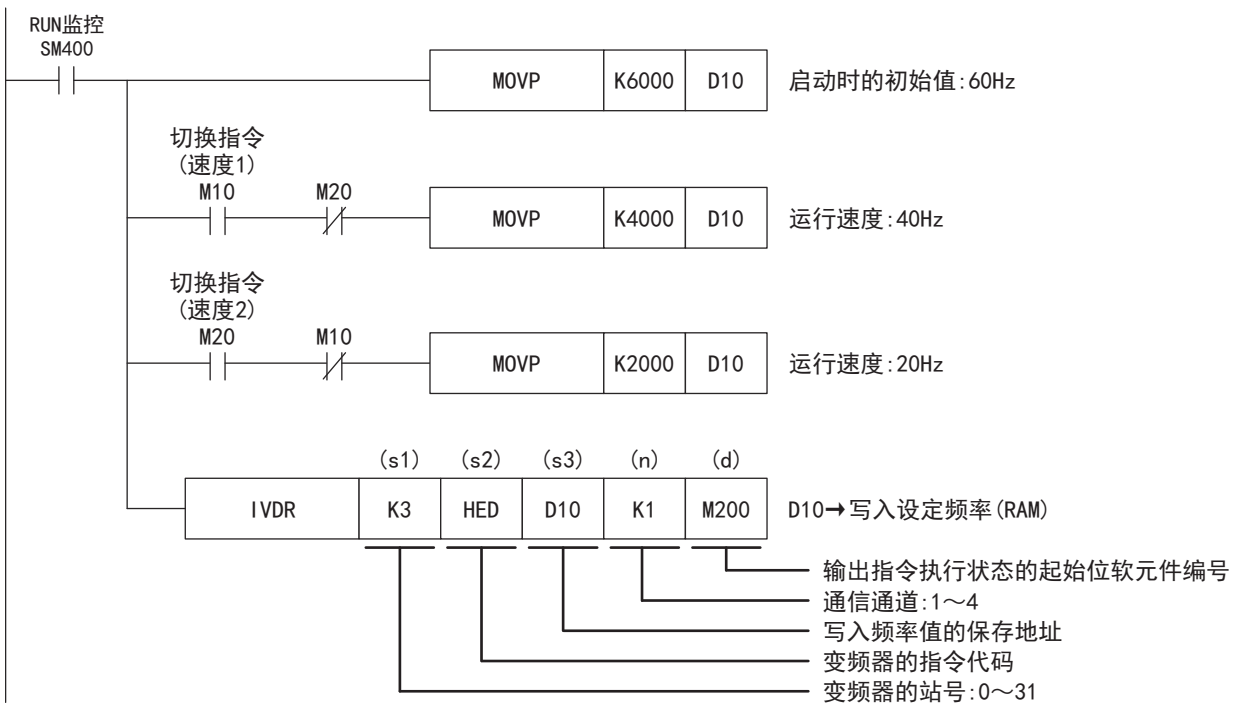 RUN监控
SM400
MOVP K6000 D10 启动时的初始值:60Hz
切换指令
(速度1)
M10 M20
MOVP K4000 D10 运行速度:40Hz
切换指令
(速度2)
M20 M10
MOVP K2000 D10 运行速度:20Hz
(s1) (s2) (s3) (n) (d)
IVDR K3 HED D10 K1 M200 D10→写入设定频率(RAM)
输出指令执行状态的起始位软元件编号
通信通道:1～4
写入频率值的保存地址
变频器的指令代码
变频器的站号:0～31